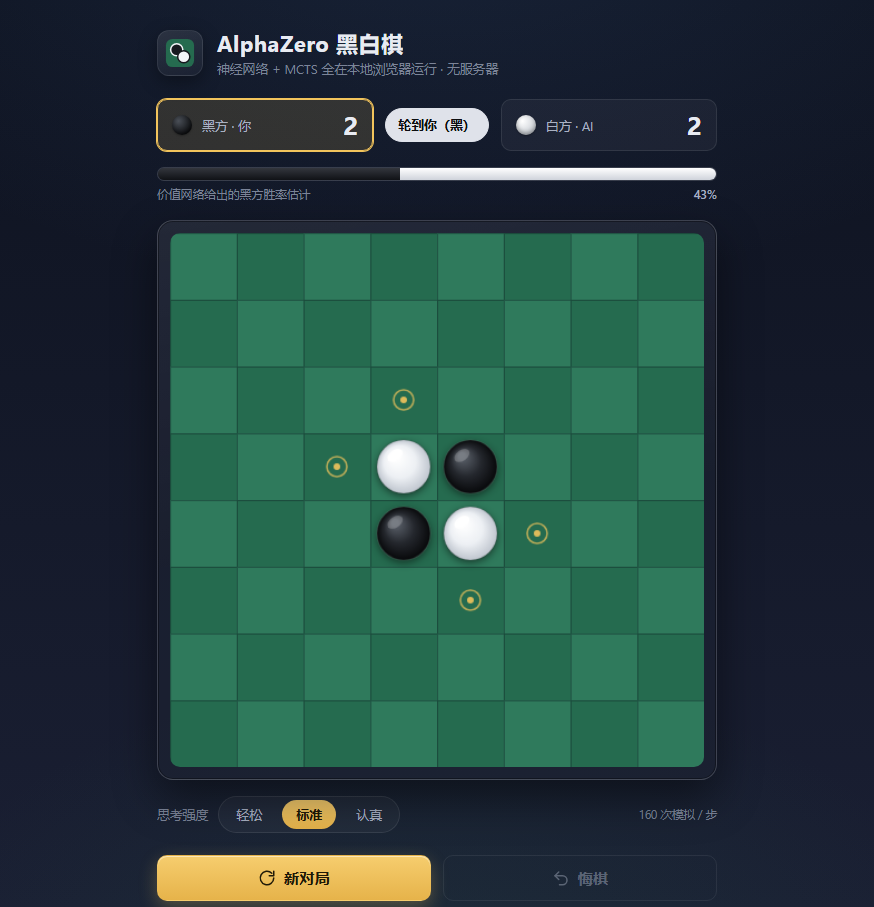 AlphaZero 黑白棋
神经网络 + MCTS 全在本地浏览器运行 · 无服务器
黑方 · 你
2
轮到你（黑）
白方 · AI
2
价值网络给出的黑方胜率估计
43%
思考强度
轻松
标准
认真
160 次模拟 / 步
新对局
悔棋